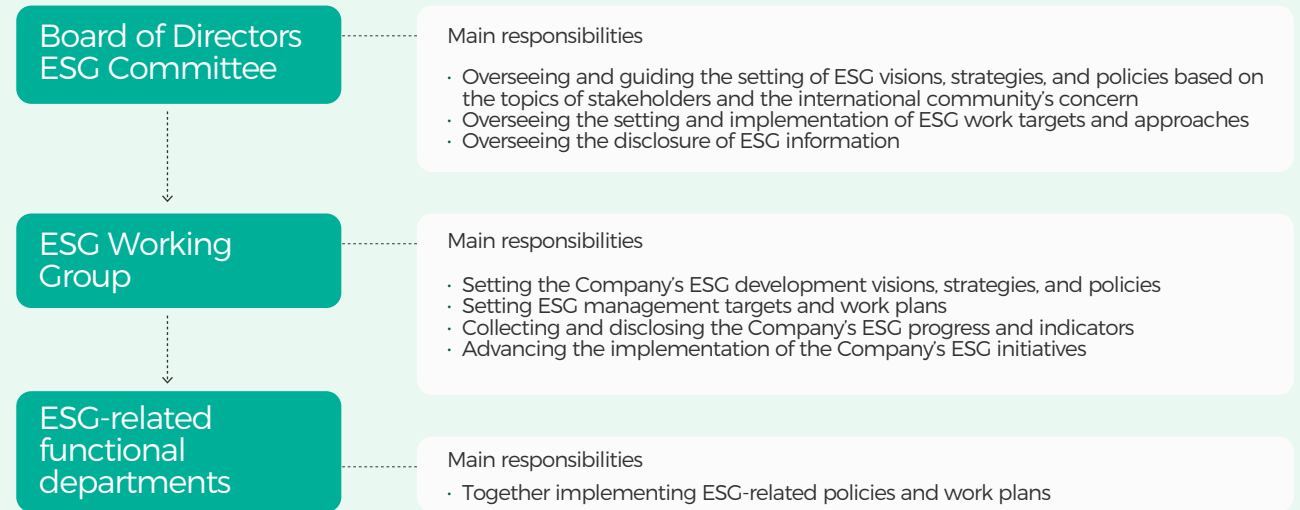 Board of Directors
ESG Committee
Main responsibilities
· Overseeing and guiding the setting of ESG visions, strategies, and policies based on
the topics of stakeholders and the international community’s concern
· Overseeing the setting and implementation of ESG work targets and approaches
· Overseeing the disclosure of ESG information
ESG Working
Group
Main responsibilities
· Setting the Company’s ESG development visions, strategies, and policies
· Setting ESG management targets and work plans
· Collecting and disclosing the Company’s ESG progress and indicators
· Advancing the implementation of the Company’s ESG initiatives
ESG-related
functional
departments
Main responsibilities
· Together implementing ESG-related policies and work plans